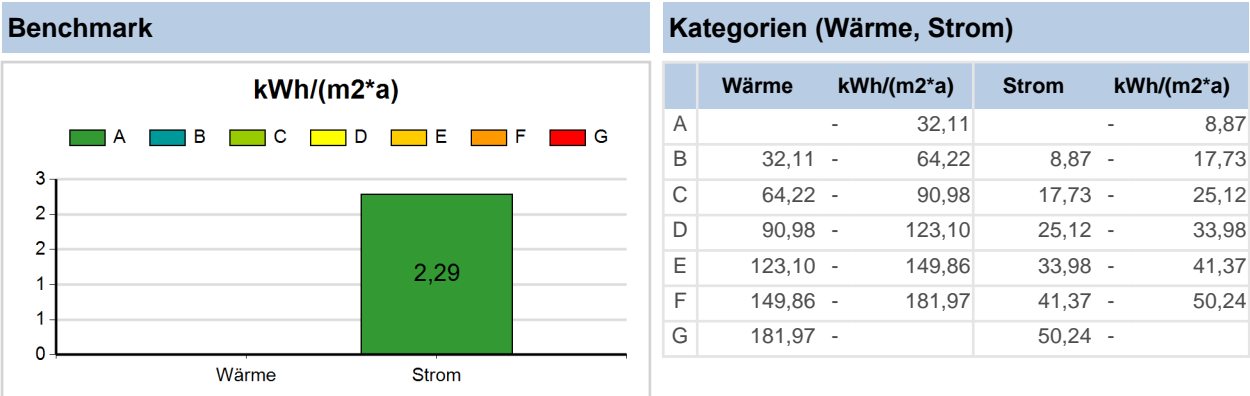 Benchmark
kWh/(m2*a)
A B C D E F G
3
2
2
1
1
0
2,29
Wärme Strom
Kategorien (Wärme, Strom)
Wärme kWh/(m2*a) Strom kWh/(m2*a)
A - 32,11 - 8,87
B 32,11 - 64,22 8,87 - 17,73
C 64,22 - 90,98 17,73 - 25,12
D 90,98 - 123,10 25,12 - 33,98
E 123,10 - 149,86 33,98 - 41,37
F 149,86 - 181,97 41,37 - 50,24
G 181,97 - 50,24 -